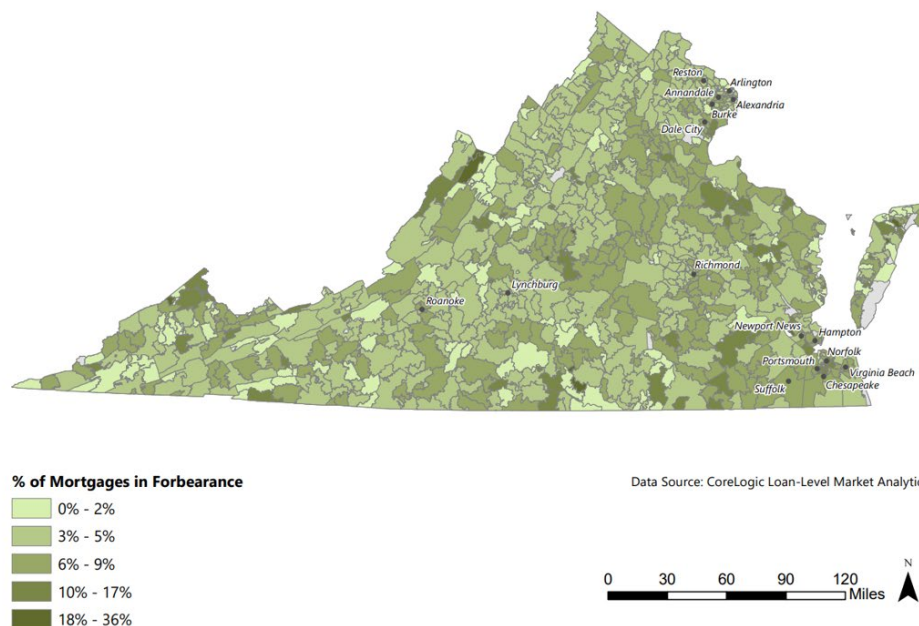 Reston
Arlington
Annandale
Alexandria
Burke
Dale City
Richmond
Lynchburg
Roanoke
Newport News
Hampton
Norfolk
Portsmouth
Virginia Beach
Chesapeake
Suffolk
% of Mortgages in Forbearance
Data Source: CoreLogic Loan-Level Market Analytic
0% - 2%
3% - 5%
6% - 9%
10% - 17%
18% - 36%
N
0 30 60 90 120
Miles